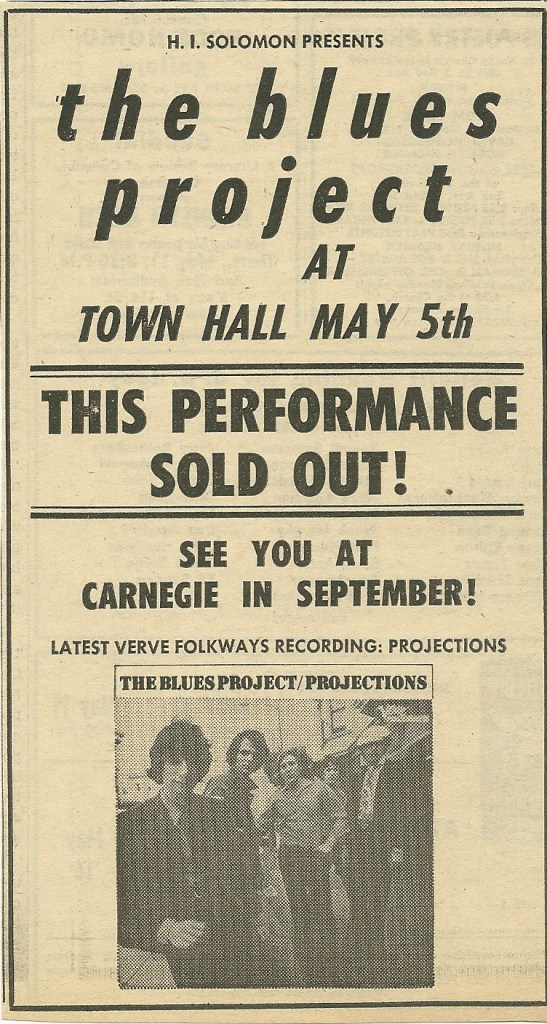 H. I. SOLOMON PRESENTS
the blues
project
AT
TOWN HALL MAY 5th
THIS PERFORMANCE
SOLD OUT!
SEE YOU AT
CARNEGIE IN SEPTEMBER!
LATEST VERVE FOLKWAYS RECORDING: PROJECTIONS
THE BLUES PROJECT/PROJECTIONS